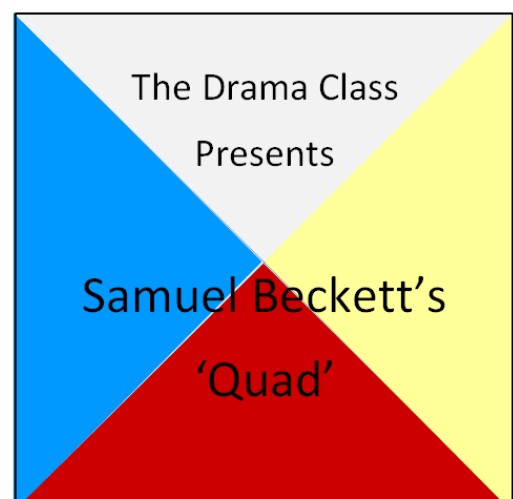 The Drama Class
Presents
Samuel Beckett’s
‘Quad’